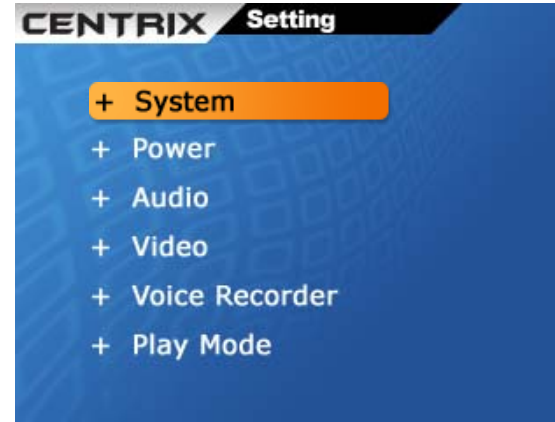 CENTRIX Setting
+ System
+ Power
+ Audio
+ Video
+ Voice Recorder
+ Play Mode